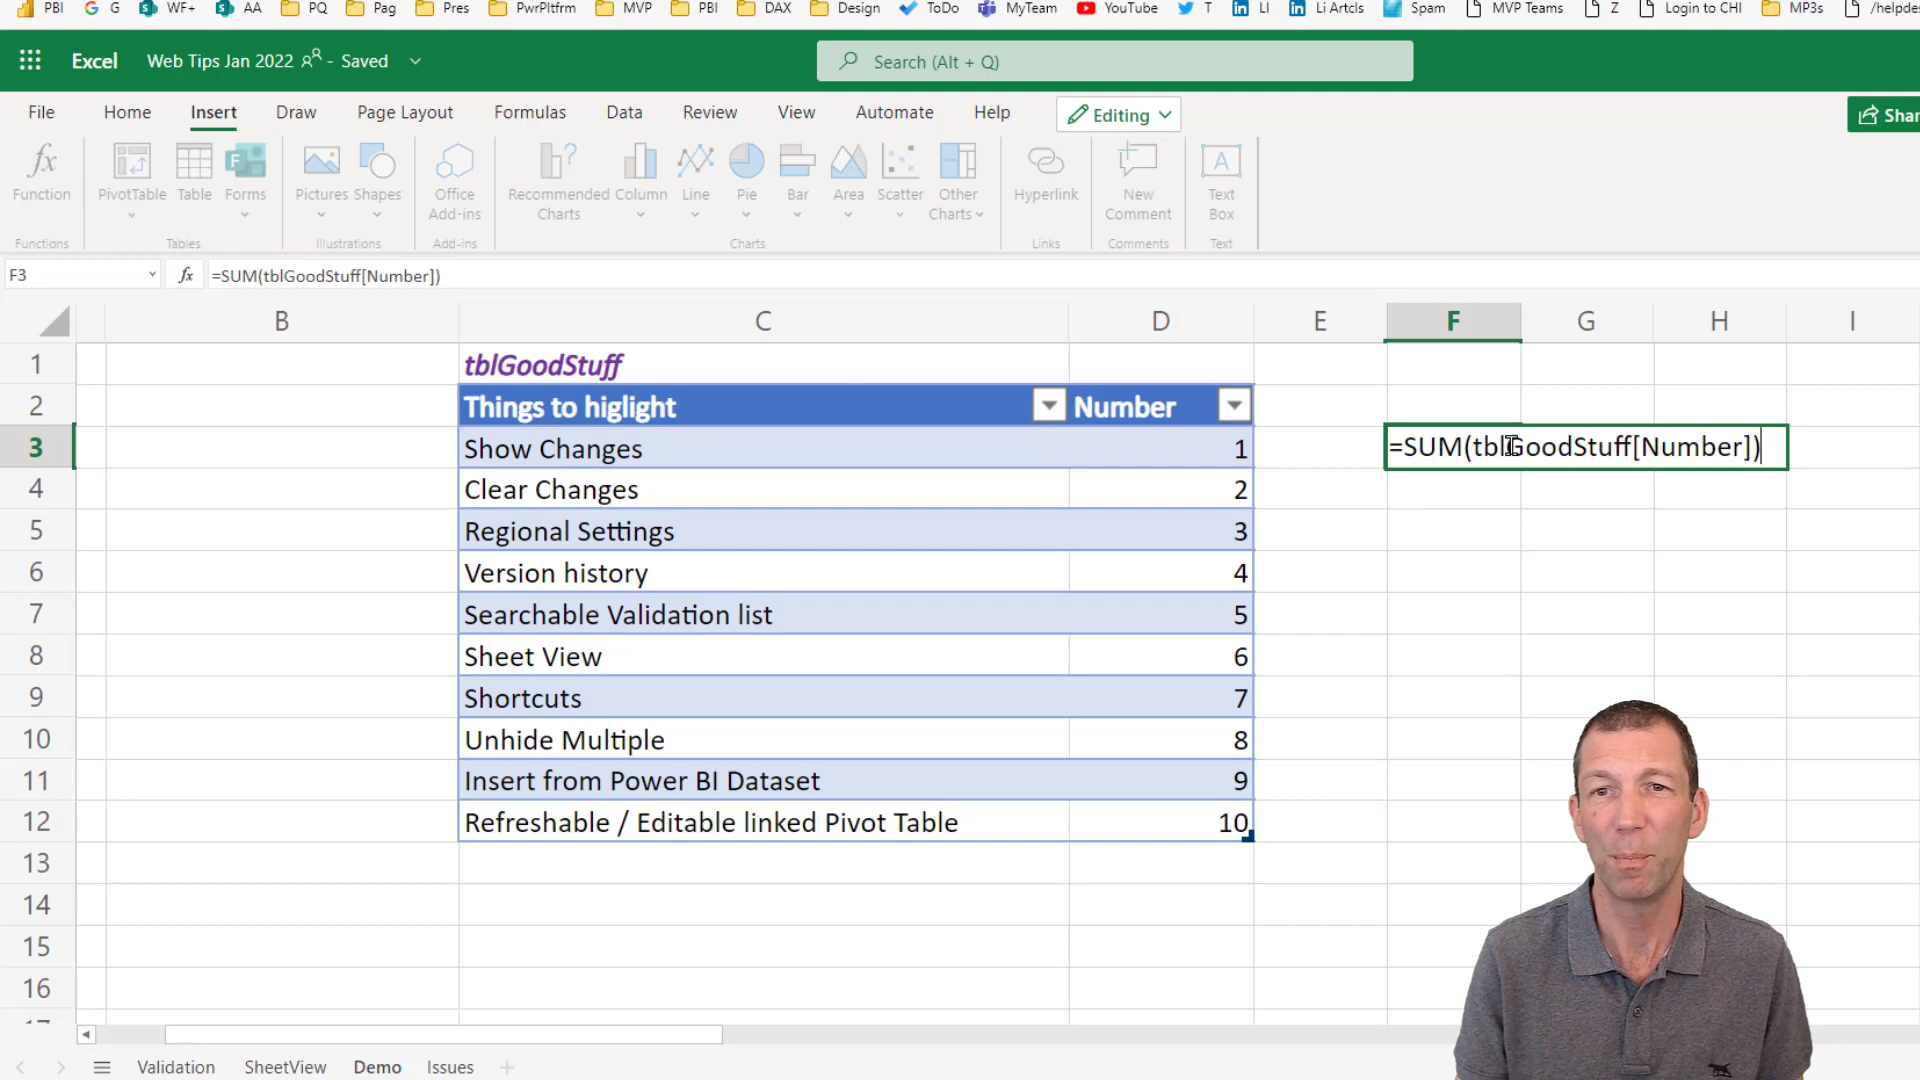 PBI G G WF+ AA PQ Pag Pres PwrPltfrm MVP PBI DAX Design ToDo MyTeam YouTube T LI Li Artcls Spam MVP Teams Z Login to CHI MP3s
Excel Web Tips Jan 2022 - Saved Search (Alt + Q)
File Home Insert Draw Page Layout Formulas Data Review View Automate Help Editing
Function PivotTable Table Forms Pictures Shapes Office Add-ins Recommended Charts Column Line Pie Bar Area Scatter Other Charts Hyperlink New Comment A Text Box
Functions Tables Illustrations Add-ins Charts Links Comments Text
F3 fx =SUM(tblGoodStuff[Number])
B C D E F G H I
1 tblGoodStuff
2 Things to higlight Number
3 Show Changes 1 =SUM(tblGoodStuff[Number])
4 Clear Changes 2
5 Regional Settings 3
6 Version history 4
7 Searchable Validation list 5
8 Sheet View 6
9 Shortcuts 7
10 Unhide Multiple 8
11 Insert from Power BI Dataset 9
12 Refreshable / Editable linked Pivot Table 10
13
14
15
16
Validation SheetView Demo Issues